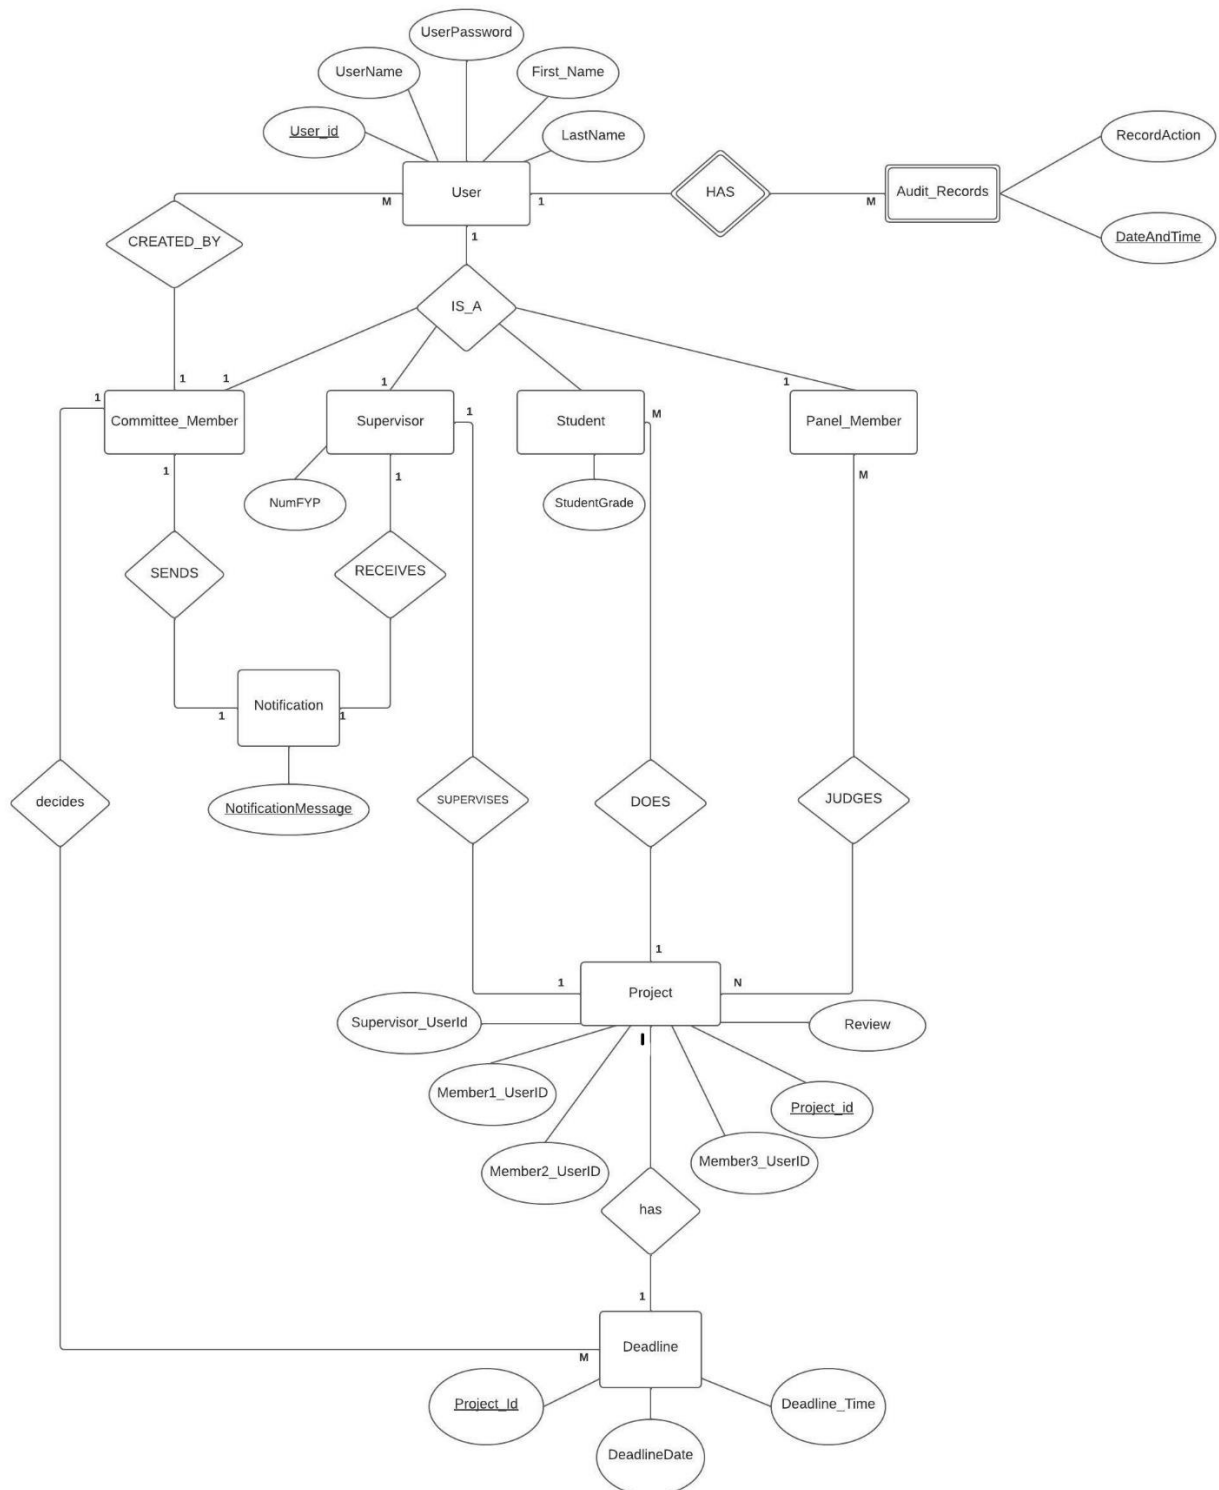 UserPassword
UserName
First_Name
User_id
LastName
RecordAction
User
HAS
Audit_Records
M
1
M
CREATED_BY
1
DateAndTime
IS_A
1
1
1
1
1
1
M
Committee_Member
Supervisor
Student
Panel_Member
1
1
M
NumFYP
StudentGrade
SENDS
RECEIVES
Notification
1
1
decides
SUPERVISES
DOES
JUDGES
NotificationMessage
1
1
N
Project
Supervisor_UserId
Review
1
Member1_UserID
Project_id
Member2_UserID
Member3_UserID
has
1
Deadline
M
Project_Id
Deadline_Time
DeadlineDate